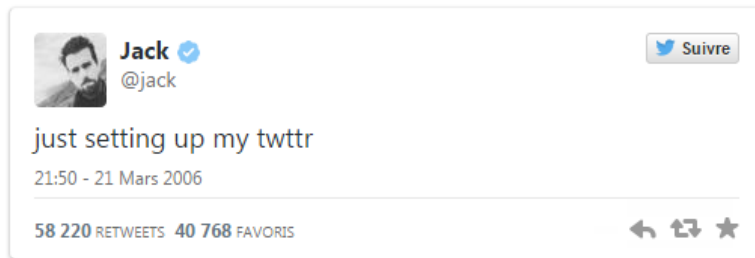 Jack
Suivre
@jack
just setting up my twttr
21:50 - 21 Mars 2006
58 220 RETWEETS 40 768 FAVORIS